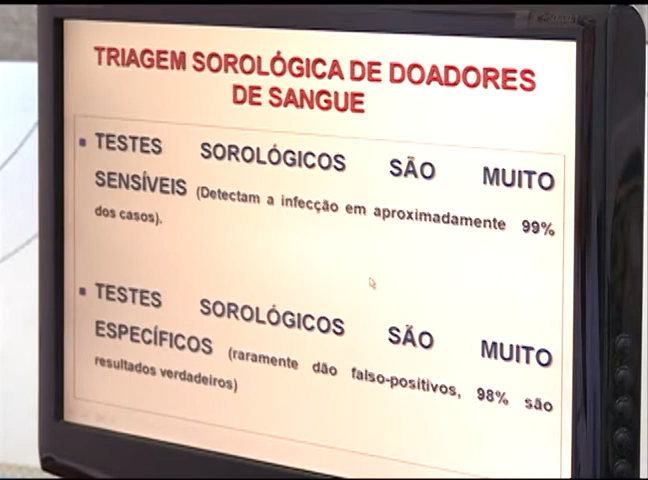 TRIAGEM SOROLÓGICA DE DOADORES
DE SANGUE
▪ TESTES SOROLÓGICOS SÃO MUITO
SENSÍVEIS (Detectam a infecção em aproximadamente 99%
dos casos).
▪ TESTES SOROLÓGICOS SÃO MUITO
ESPECÍFICOS (raramente dão falso-positivos, 98% são
resultados verdadeiros)